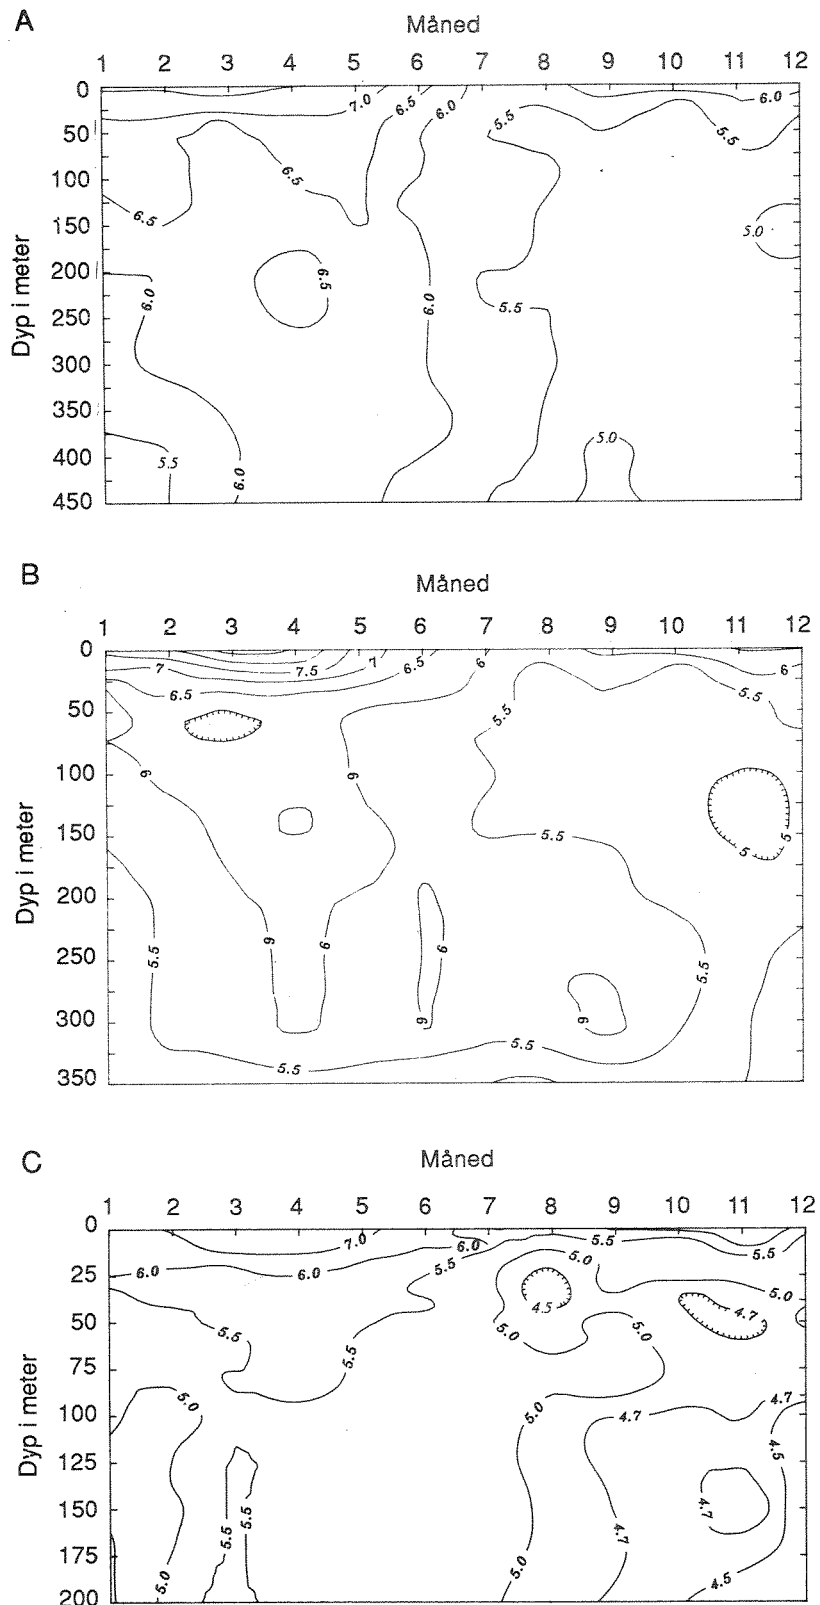 A
Måned
1 2 3 4 5 6 7 8 9 10 11 12
0
50
100
150
200
250
300
350
400
450
Dyp i meter
7.0 6.5 6.0 5.5 6.0
5.5
6.5
6.5
5.0
6.0 6.5 6.0 5.5
5.5 6.0 5.0
B
Måned
1 2 3 4 5 6 7 8 9 10 11 12
0
50
100
150
200
250
300
350
Dyp i meter
7 7.5 7 6.5 6 6
6.5 5.5 5.5
6 6
5.5 5 5
5.5 6 6 6 5.5
6 6
5.5 5.5
C
Måned
1 2 3 4 5 6 7 8 9 10 11 12
0
25
50
75
100
125
150
175
200
Dyp i meter
7.0 6.0 5.5 5.5
6.0 6.0 5.5 5.0 5.0
4.5 4.7
5.5 5.5 5.0 5.0
5.0 5.0 4.7 4.7
4.5
5.5 5.5 4.7 4.7
5.0 5.0 4.5